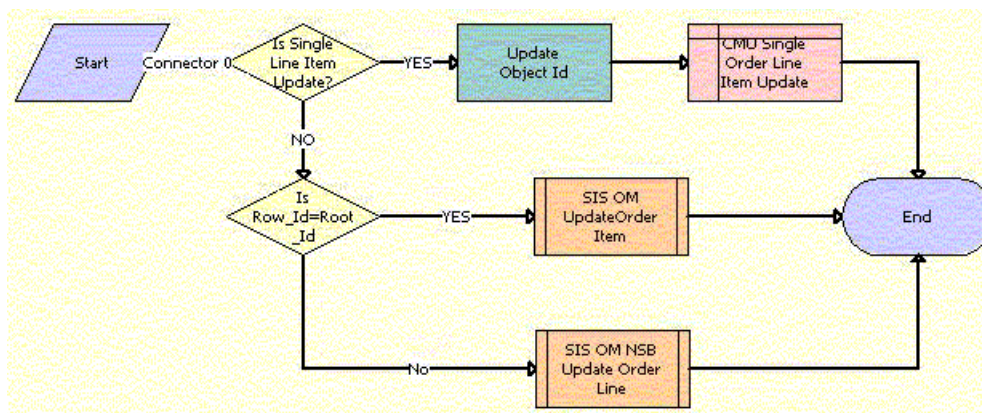 Start
Connector 0
Is Single
Line Item
Update?
YES
Update
Object Id
CMU Single
Order Line
Item Update
NO
Is
Row_Id=Root
_Id
YES
SIS OM
UpdateOrder
Item
End
No
SIS OM NSB
Update Order
Line